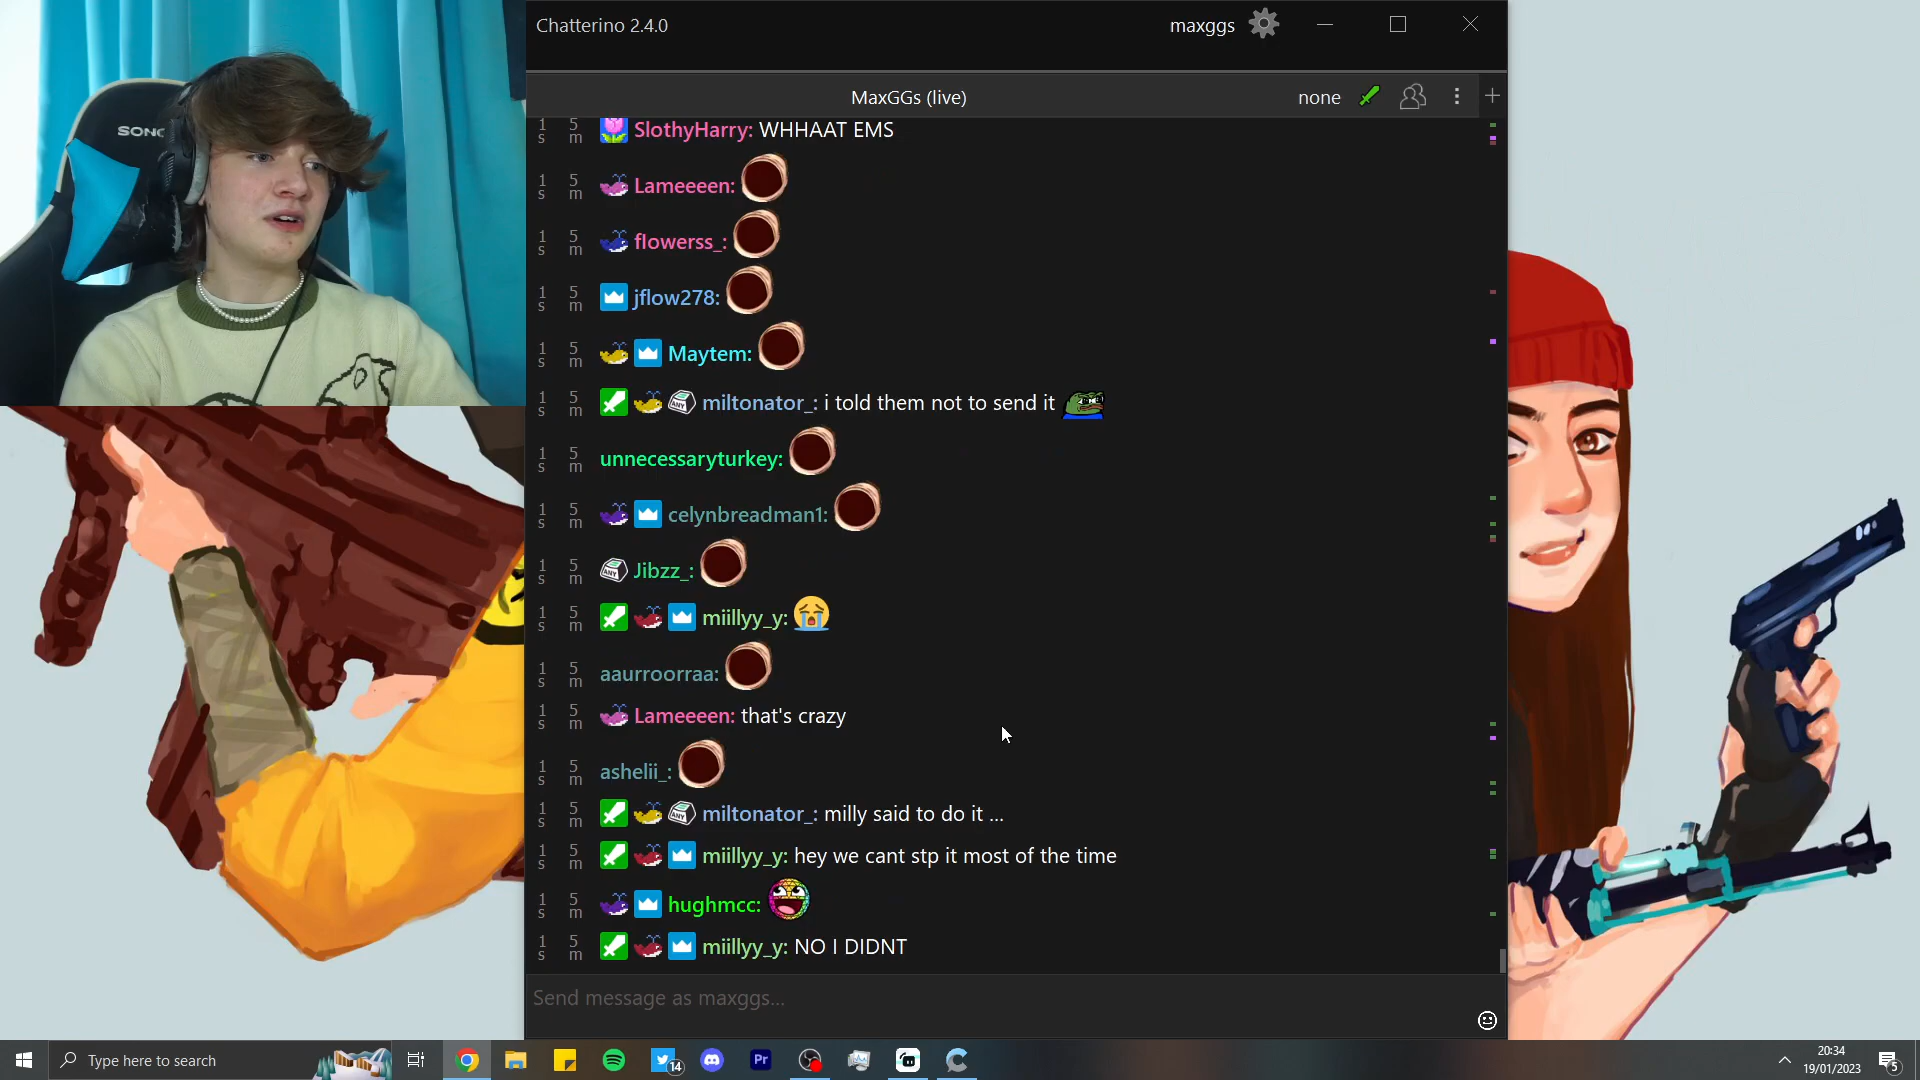 Chatterino 2.4.0
maxggs
MaxGGs (live)
none
SONG
1s 5m SlothyHarry: WHHAAT EMS
1s 5m Lameeeen:
1s 5m flowerss_:
1s 5m jflow278:
1s 5m Maytem:
1s 5m ANY miltonator_: i told them not to send it
1s 5m unnecessaryturkey:
1s 5m celynbreadman1:
1s 5m ANY Jibzz_:
1s 5m miillyy_y:
1s 5m aaurroorraa:
1s 5m Lameeeen: that's crazy
1s 5m ashelii_:
1s 5m ANY miltonator_: milly said to do it ...
1s 5m miillyy_y: hey we cant stp it most of the time
1s 5m hughmcc:
1s 5m miillyy_y: NO I DIDNT
Send message as maxggs...
Type here to search
14
Pr
20:34
19/01/2023
5